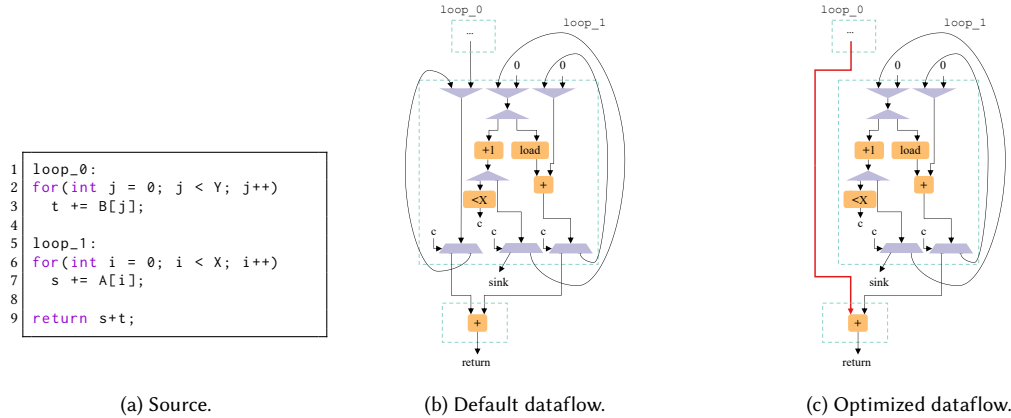 1 loop_0:
2 for(int j = 0; j < Y; j++)
3 t += B[j];
4
5 loop_1:
6 for(int i = 0; i < X; i++)
7 s += A[i];
8
9 return s+t;
(a) Source.
loop_0
loop_1
...
0
0
+1
load
+
<X
c
c
c
c
sink
+
return
(b) Default dataflow.
loop_0
loop_1
...
0
0
+1
load
+
<X
c
c
c
sink
+
return
(c) Optimized dataflow.